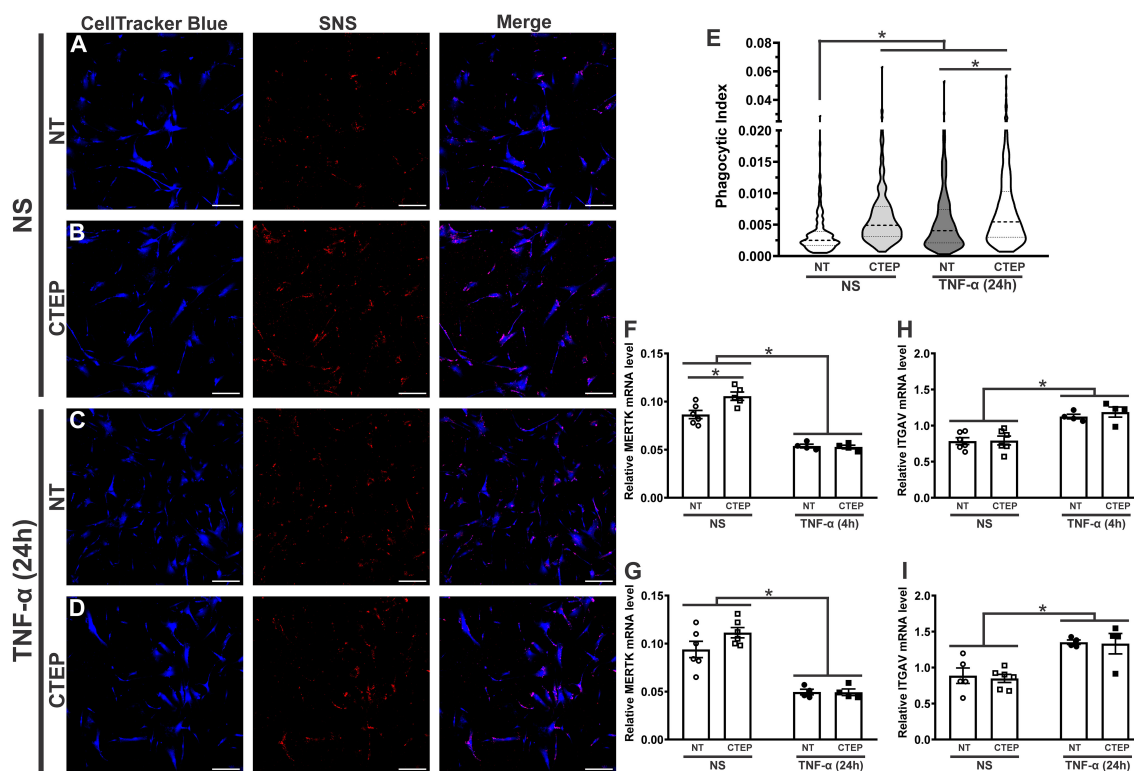 CellTracker Blue SNS Merge
A
NT
B
CTEP
NS
C
NT
D
CTEP
TNF-α (24h)
E
Phagocytic Index
0.08
0.06
0.04
0.020
0.015
0.010
0.005
0.000
*
*
NT CTEP NT CTEP
NS TNF-α (24h)
F
Relative MERTK mRNA level
0.15
0.10
0.05
0.00
*
*
NT CTEP NT CTEP
NS TNF-α (4h)
H
Relative ITGAV mRNA level
2.0
1.5
1.0
0.5
0.0
*
NT CTEP NT CTEP
NS TNF-α (4h)
G
Relative MERTK mRNA level
0.15
0.10
0.05
0.00
*
NT CTEP NT CTEP
NS TNF-α (24h)
I
Relative ITGAV mRNA level
2.0
1.5
1.0
0.5
0.0
*
NT CTEP NT CTEP
NS TNF-α (24h)